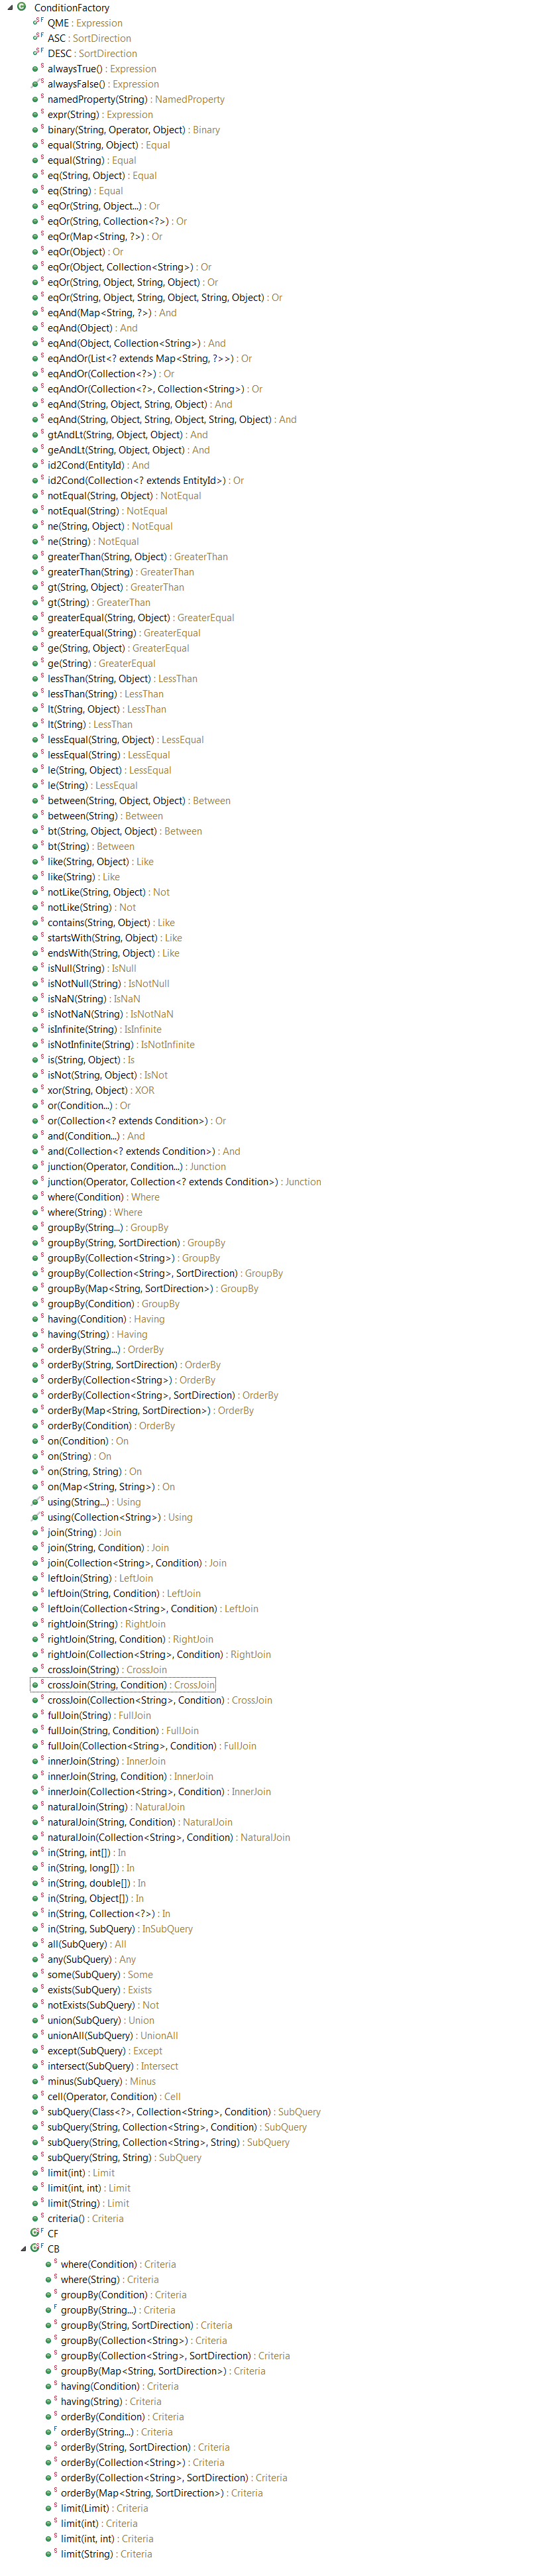 ConditionFactory
QME : Expression
ASC : SortDirection
DESC : SortDirection
alwaysTrue() : Expression
alwaysFalse() : Expression
namedProperty(String) : NamedProperty
expr(String) : Expression
binary(String, Operator, Object) : Binary
equal(String, Object) : Equal
equal(String) : Equal
eq(String, Object) : Equal
eq(String) : Equal
eqOr(String, Object...) : Or
eqOr(String, Collection<?>) : Or
eqOr(Map<String, ?>) : Or
eqOr(Object) : Or
eqOr(Object, Collection<String>) : Or
eqOr(String, Object, String, Object) : Or
eqOr(String, Object, String, Object, String, Object) : Or
eqAnd(Map<String, ?>) : And
eqAnd(Object) : And
eqAnd(Object, Collection<String>) : And
eqAndOr(List<? extends Map<String, ?>>) : Or
eqAndOr(Collection<?>) : Or
eqAndOr(Collection<?>, Collection<String>) : Or
eqAnd(String, Object, String, Object) : And
eqAnd(String, Object, String, Object, String, Object) : And
gtAndLt(String, Object, Object) : And
geAndLt(String, Object, Object) : And
id2Cond(EntityId) : And
id2Cond(Collection<? extends EntityId>) : Or
notEqual(String, Object) : NotEqual
notEqual(String) : NotEqual
ne(String, Object) : NotEqual
ne(String) : NotEqual
greaterThan(String, Object) : GreaterThan
greaterThan(String) : GreaterThan
gt(String, Object) : GreaterThan
gt(String) : GreaterThan
greaterEqual(String, Object) : GreaterEqual
greaterEqual(String) : GreaterEqual
ge(String, Object) : GreaterEqual
ge(String) : GreaterEqual
lessThan(String, Object) : LessThan
lessThan(String) : LessThan
lt(String, Object) : LessThan
lt(String) : LessThan
lessEqual(String, Object) : LessEqual
lessEqual(String) : LessEqual
le(String, Object) : LessEqual
le(String) : LessEqual
between(String, Object, Object) : Between
between(String) : Between
bt(String, Object, Object) : Between
bt(String) : Between
like(String, Object) : Like
like(String) : Like
notLike(String, Object) : Not
notLike(String) : Not
contains(String, Object) : Like
startsWith(String, Object) : Like
endsWith(String, Object) : Like
isNull(String) : IsNull
isNotNull(String) : IsNotNull
isNaN(String) : IsNaN
isNotNaN(String) : IsNotNaN
isInfinite(String) : IsInfinite
isNotInfinite(String) : IsNotInfinite
is(String, Object) : Is
isNot(String, Object) : IsNot
xor(String, Object) : XOR
or(Condition...) : Or
or(Collection<? extends Condition>) : Or
and(Condition...) : And
and(Collection<? extends Condition>) : And
junction(Operator, Condition...) : Junction
junction(Operator, Collection<? extends Condition>) : Junction
where(Condition) : Where
where(String) : Where
groupBy(String...) : GroupBy
groupBy(String, SortDirection) : GroupBy
groupBy(Collection<String>) : GroupBy
groupBy(Collection<String>, SortDirection) : GroupBy
groupBy(Map<String, SortDirection>) : GroupBy
groupBy(Condition) : GroupBy
having(Condition) : Having
having(String) : Having
orderBy(String...) : OrderBy
orderBy(String, SortDirection) : OrderBy
orderBy(Collection<String>) : OrderBy
orderBy(Collection<String>, SortDirection) : OrderBy
orderBy(Map<String, SortDirection>) : OrderBy
orderBy(Condition) : OrderBy
on(Condition) : On
on(String) : On
on(String, String) : On
on(Map<String, String>) : On
using(String...) : Using
using(Collection<String>) : Using
join(String) : Join
join(String, Condition) : Join
join(Collection<String>, Condition) : Join
leftJoin(String) : LeftJoin
leftJoin(String, Condition) : LeftJoin
leftJoin(Collection<String>, Condition) : LeftJoin
rightJoin(String) : RightJoin
rightJoin(String, Condition) : RightJoin
rightJoin(Collection<String>, Condition) : RightJoin
crossJoin(String) : CrossJoin
crossJoin(String, Condition) : CrossJoin
crossJoin(Collection<String>, Condition) : CrossJoin
fullJoin(String) : FullJoin
fullJoin(String, Condition) : FullJoin
fullJoin(Collection<String>, Condition) : FullJoin
innerJoin(String) : InnerJoin
innerJoin(String, Condition) : InnerJoin
innerJoin(Collection<String>, Condition) : InnerJoin
naturalJoin(String) : NaturalJoin
naturalJoin(String, Condition) : NaturalJoin
naturalJoin(Collection<String>, Condition) : NaturalJoin
in(String, int[]) : In
in(String, long[]) : In
in(String, double[]) : In
in(String, Object[]) : In
in(String, Collection<?>) : In
in(String, SubQuery) : InSubQuery
all(SubQuery) : All
any(SubQuery) : Any
some(SubQuery) : Some
exists(SubQuery) : Exists
notExists(SubQuery) : Not
union(SubQuery) : Union
unionAll(SubQuery) : UnionAll
except(SubQuery) : Except
intersect(SubQuery) : Intersect
minus(SubQuery) : Minus
cell(Operator, Condition) : Cell
subQuery(Class<?>, Collection<String>, Condition) : SubQuery
subQuery(String, Collection<String>, Condition) : SubQuery
subQuery(String, Collection<String>, String) : SubQuery
subQuery(String, String) : SubQuery
limit(int) : Limit
limit(int, int) : Limit
limit(String) : Limit
criteria() : Criteria
CF
CB
where(Condition) : Criteria
where(String) : Criteria
groupBy(Condition) : Criteria
groupBy(String...) : Criteria
groupBy(String, SortDirection) : Criteria
groupBy(Collection<String>) : Criteria
groupBy(Collection<String>, SortDirection) : Criteria
groupBy(Map<String, SortDirection>) : Criteria
having(Condition) : Criteria
having(String) : Criteria
orderBy(Condition) : Criteria
orderBy(String...) : Criteria
orderBy(String, SortDirection) : Criteria
orderBy(Collection<String>) : Criteria
orderBy(Collection<String>, SortDirection) : Criteria
orderBy(Map<String, SortDirection>) : Criteria
limit(Limit) : Criteria
limit(int) : Criteria
limit(int, int) : Criteria
limit(String) : Criteria